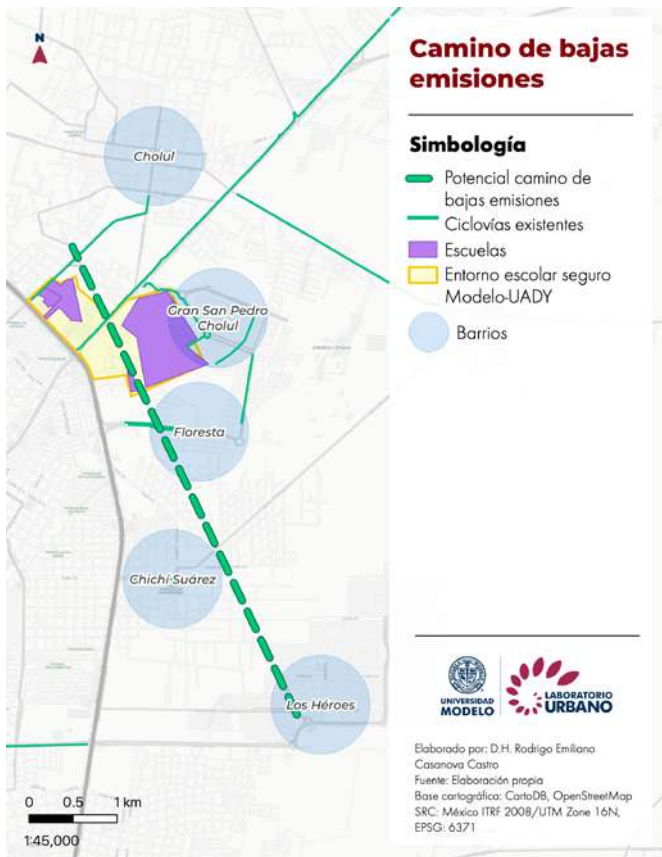 N
Cholul
Gran San Pedro
Cholul
Floresta
Chichí Suárez
Los Héroes
0 0.5 1 km
1:45,000
Camino de bajas
emisiones
Simbología
Potencial camino de
bajas emisiones
Ciclovías existentes
Escuelas
Entorno escolar seguro
Modelo-UADY
Barrios
UNIVERSIDAD
MODELO
LABORATORIO
URBANO
Elaborado por: D.H. Rodrigo Emiliano
Casanova Castro
Fuente: Elaboración propia
Base cartográfica: CartoDB, OpenStreetMap
SRC: México ITRF 2008/UTM Zone 16N,
EPSG: 6371